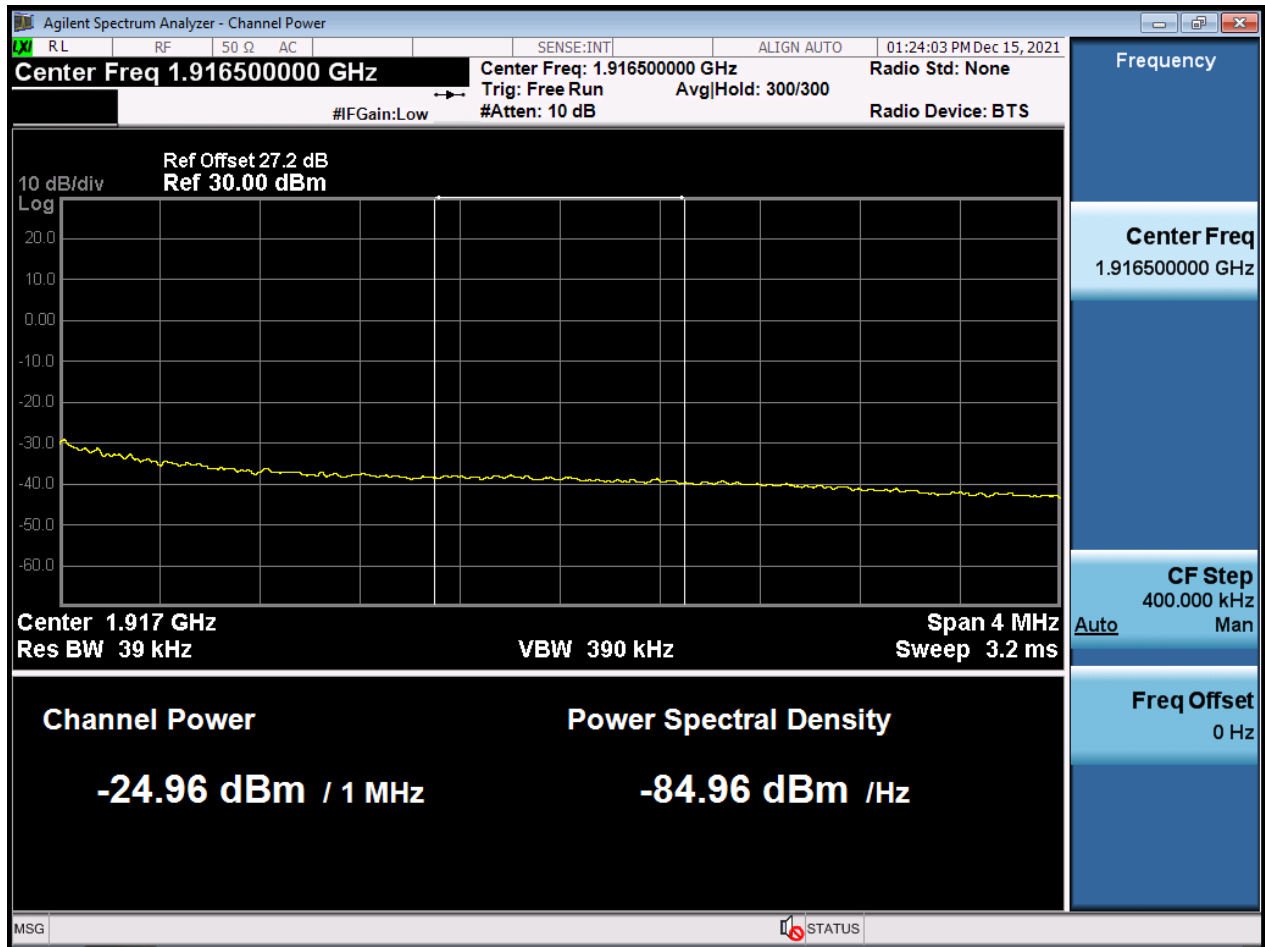 Agilent Spectrum Analyzer - Channel Power
LXI RL RF 50 Ω AC SENSE:INT ALIGN AUTO 01:24:03 PM Dec 15, 2021
Center Freq 1.916500000 GHz
#IFGain:Low
Center Freq: 1.916500000 GHz
Trig: Free Run Avg|Hold: 300/300
#Atten: 10 dB
Radio Std: None
Radio Device: BTS
Ref Offset 27.2 dB
10 dB/div Ref 30.00 dBm
Log
20.0
10.0
0.00
-10.0
-20.0
-30.0
-40.0
-50.0
-60.0
Center 1.917 GHz Span 4 MHz
Res BW 39 kHz VBW 390 kHz Sweep 3.2 ms
Channel Power Power Spectral Density
-24.96 dBm / 1 MHz -84.96 dBm /Hz
Frequency
Center Freq
1.916500000 GHz
CF Step
400.000 kHz
Auto Man
Freq Offset
0 Hz
MSG STATUS